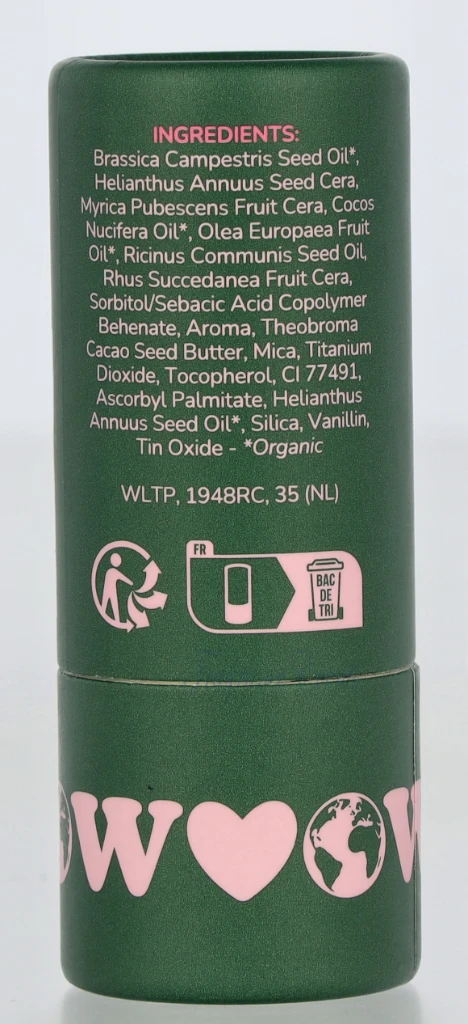 INGREDIENTS:
Brassica Campestris Seed Oil*,
Helianthus Annuus Seed Cera,
Myrica Pubescens Fruit Cera, Cocos
Nucifera Oil*, Olea Europaea Fruit
Oil*, Ricinus Communis Seed Oil,
Rhus Succedanea Fruit Cera,
Sorbitol/Sebacic Acid Copolymer
Behenate, Aroma, Theobroma
Cacao Seed Butter, Mica, Titanium
Dioxide, Tocopherol, CI 77491,
Ascorbyl Palmitate, Helianthus
Annuus Seed Oil*, Silica, Vanillin,
Tin Oxide - *Organic
WLTP, 1948RC, 35 (NL)
FR
BAC
DE
TRI
W W